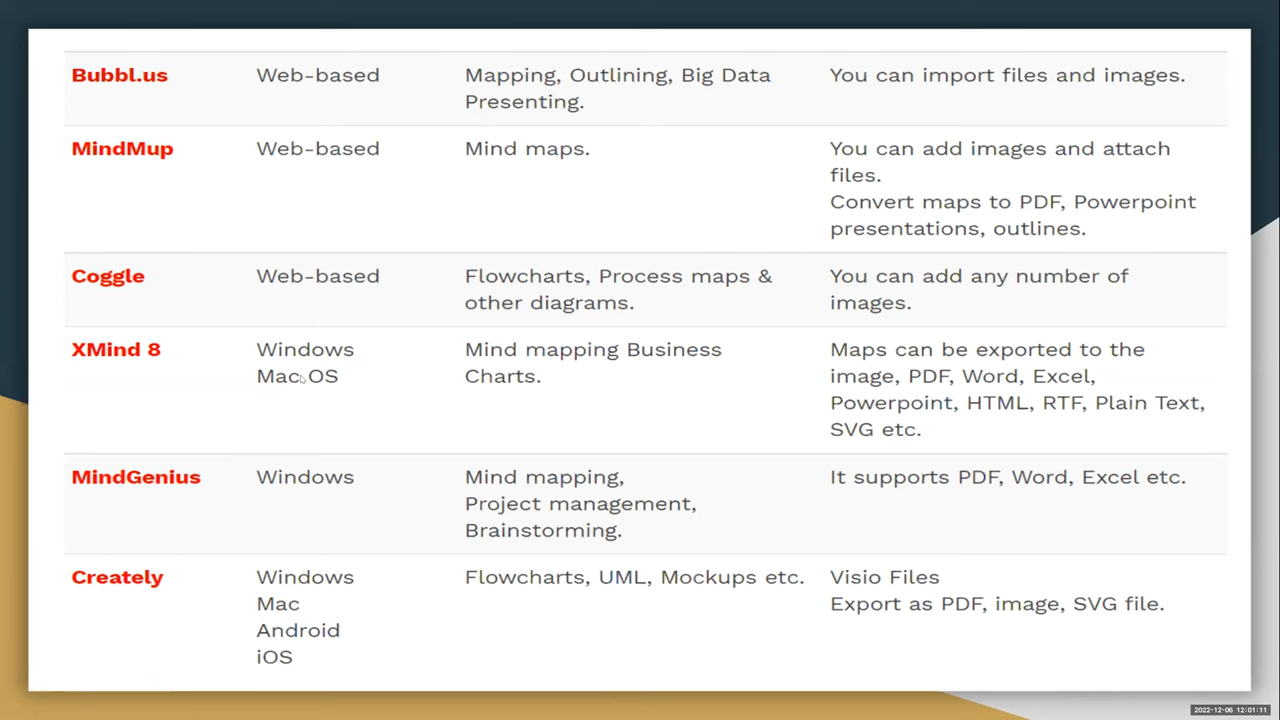 Bubbl.us Web-based Mapping, Outlining, Big Data You can import files and images.
Presenting.
MindMup Web-based Mind maps. You can add images and attach
files.
Convert maps to PDF, Powerpoint
presentations, outlines.
Coggle Web-based Flowcharts, Process maps & You can add any number of
other diagrams. images.
XMind 8 Windows Mind mapping Business Maps can be exported to the
Mac OS Charts. image, PDF, Word, Excel,
Powerpoint, HTML, RTF, Plain Text,
SVG etc.
MindGenius Windows Mind mapping, It supports PDF, Word, Excel etc.
Project management,
Brainstorming.
Creately Windows Flowcharts, UML, Mockups etc. Visio Files
Mac Export as PDF, image, SVG file.
Android
iOS
2022-12-06 12:01:11